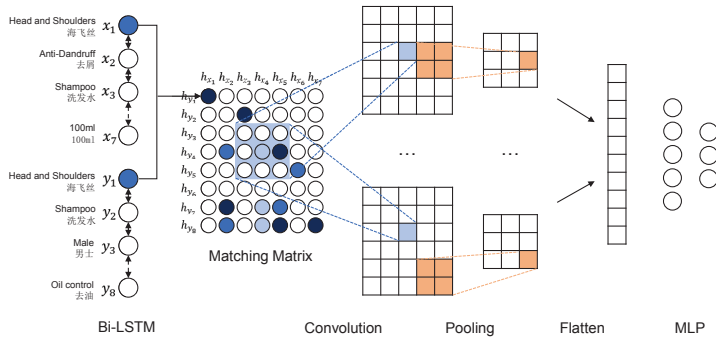 Head and Shoulders
海飞丝
x1
Anti-Dandruff
去屑
x2
Shampoo
洗发水
x3
100ml
100ml
x7
Head and Shoulders
海飞丝
y1
Shampoo
洗发水
y2
Male
男士
y3
Oil control
去油
y8
hx1 hx2 hx3 hx4 hx5 hx6 hx7
hy1
hy2
hy3
hy4
hy5
hy6
hy7
hy8
Matching Matrix
... ...
Bi-LSTM
Convolution
Pooling
Flatten
MLP